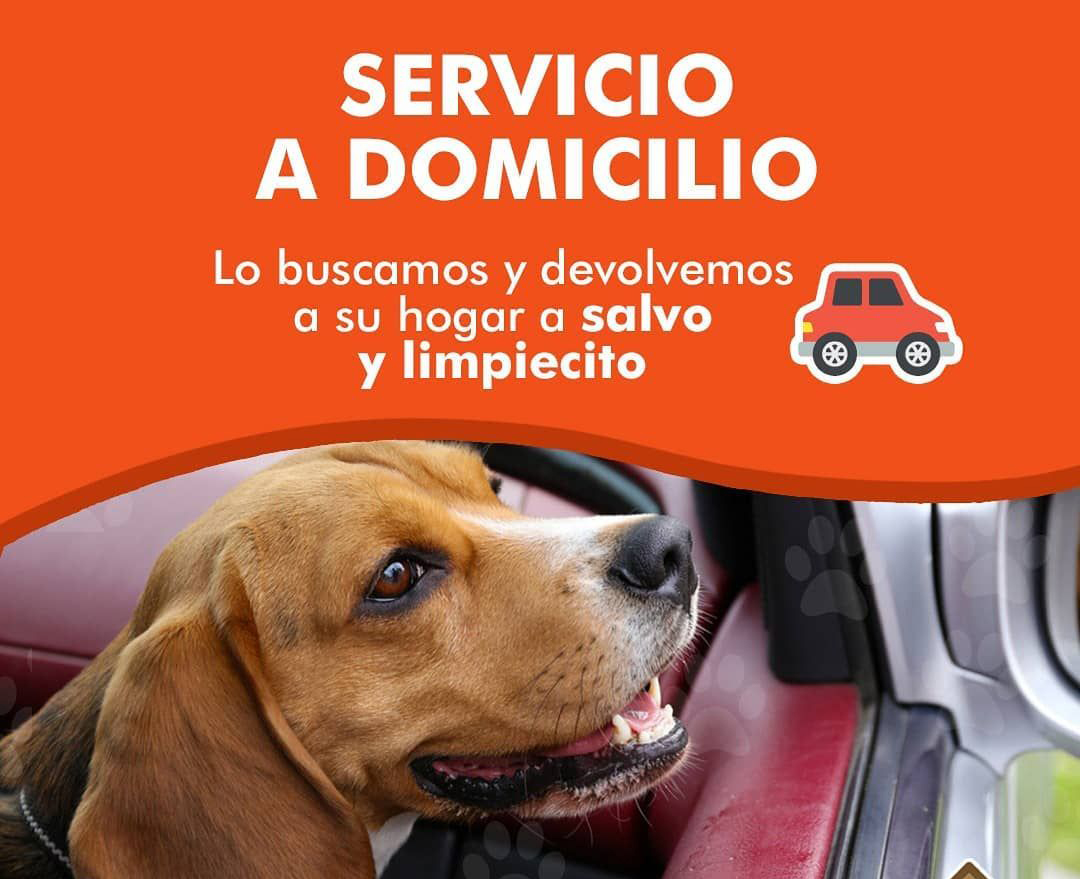 SERVICIO
A DOMICILIO
Lo buscamos y devolvemos
a su hogar a salvo
y limpiecito